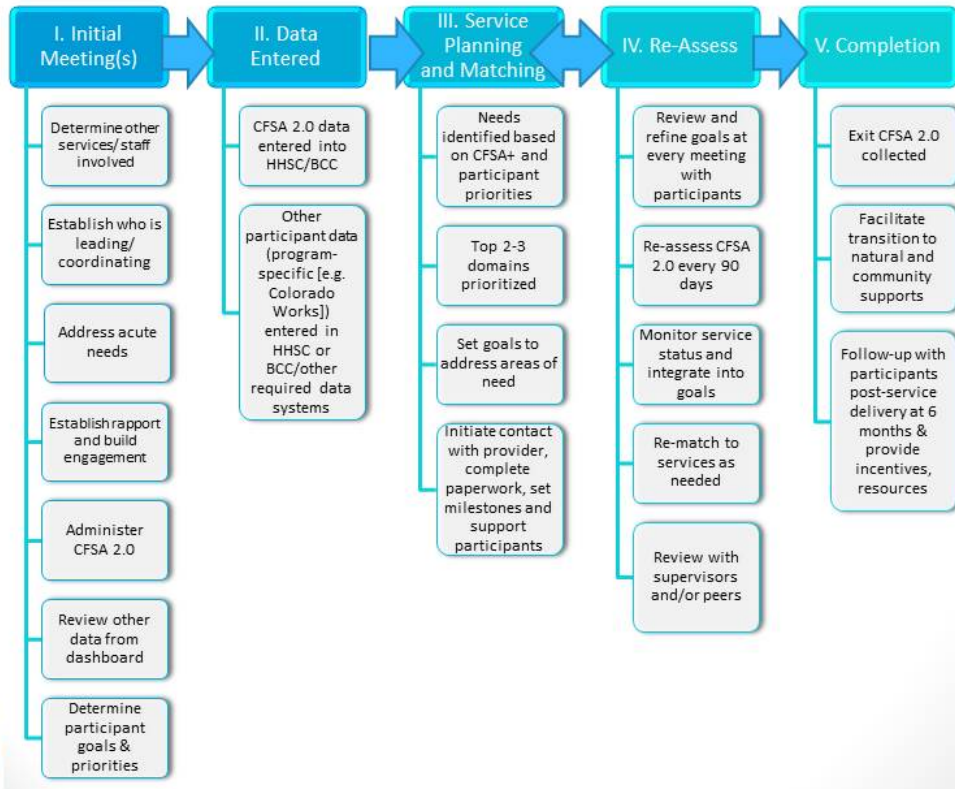 I. Initial
Meeting(s)
II. Data
Entered
III. Service
Planning
and Matching
IV. Re-Assess
V. Completion
Determine other
services/ staff
involved
Establish who is
leading/
coordinating
Address acute
needs
Establish rapport
and build
engagement
Administer
CFSA 2.0
Review other
data from
dashboard
Determine
participant
goals &
priorities
CFSA 2.0 data
entered into
HHSC/BCC
Other
participant data
(program-
specific [e.g.
Colorado
Works])
entered in
HHSC or
BCC/other
required data
systems
Needs
identified based
on CFSA+ and
participant
priorities
Top 2-3
domains
prioritized
Set goals to
address areas of
need
Initiate contact
with provider,
complete
paperwork, set
milestones and
support
participants
Review and
refine goals at
every meeting
with
participants
Re-assess CFSA
2.0 every 90
days
Monitor service
status and
integrate into
goals
Re-match to
services as
needed
Review with
supervisors
and/or peers
Exit CFSA 2.0
collected
Facilitate
transition to
natural and
community
supports
Follow-up with
participants
post-service
delivery at 6
months &
provide
incentives,
resources